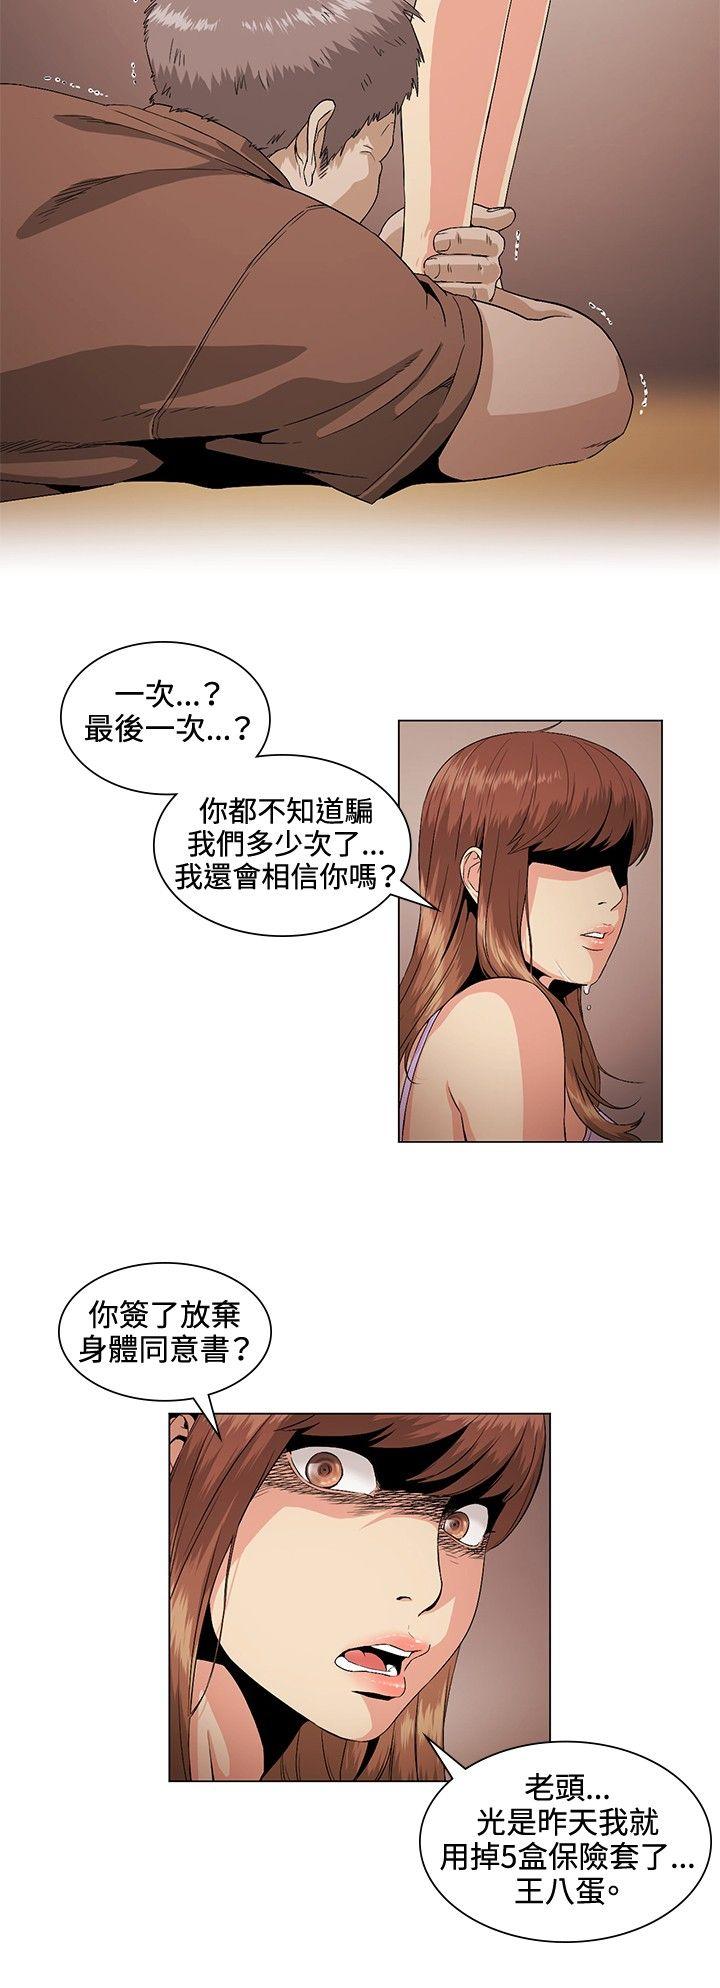 一次...？
最後一次...？
你都不知道騙
我們多少次了...
我還會相信你嗎？
你簽了放棄
身體同意書？
老頭...
光是昨天我就
用掉5盒保險套了...
王八蛋。